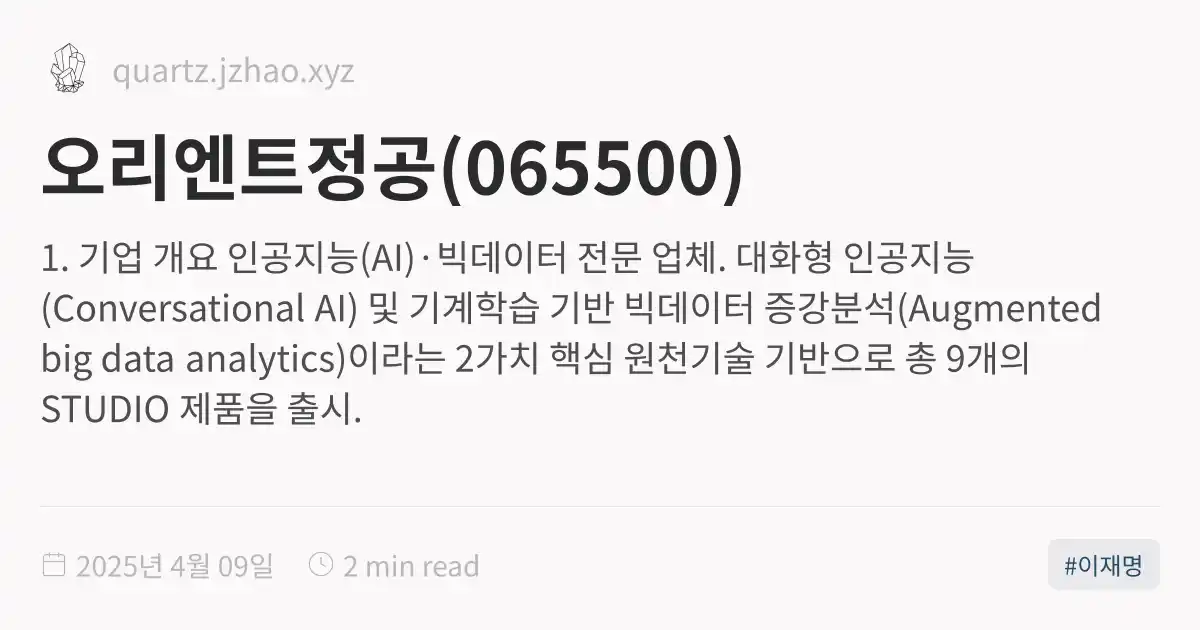 quartz.jzhao.xyz
오리엔트정공(065500)
1. 기업 개요 인공지능(AI)·빅데이터 전문 업체. 대화형 인공지능
(Conversational AI) 및 기계학습 기반 빅데이터 증강분석(Augmented
big data analytics)이라는 2가치 핵심 원천기술 기반으로 총 9개의
STUDIO 제품을 출시.
2025년 4월 09일
2 min read
#이재명